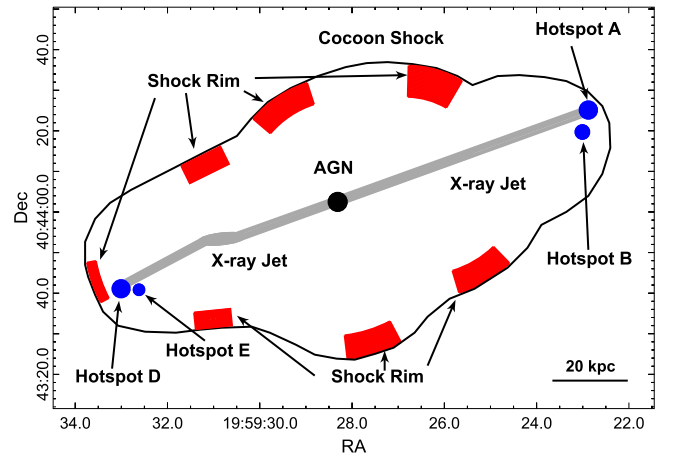 Cocoon Shock
Hotspot A
Shock Rim
AGN
X-ray Jet
X-ray Jet
Hotspot B
Hotspot E
Hotspot D
Shock Rim
20 kpc
Dec
40.0
20.0
40:44:00.0
40.0
43:20.0
34.0
32.0
19:59:30.0
28.0
26.0
24.0
22.0
RA